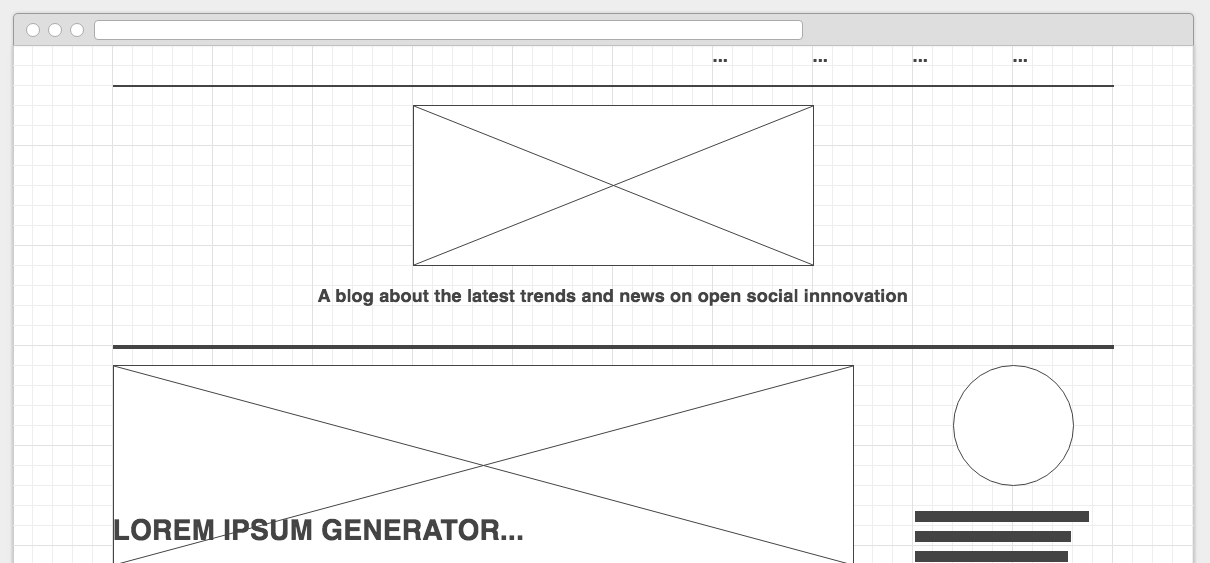 ... ... ... ...
A blog about the latest trends and news on open social innnovation
LOREM IPSUM GENERATOR...